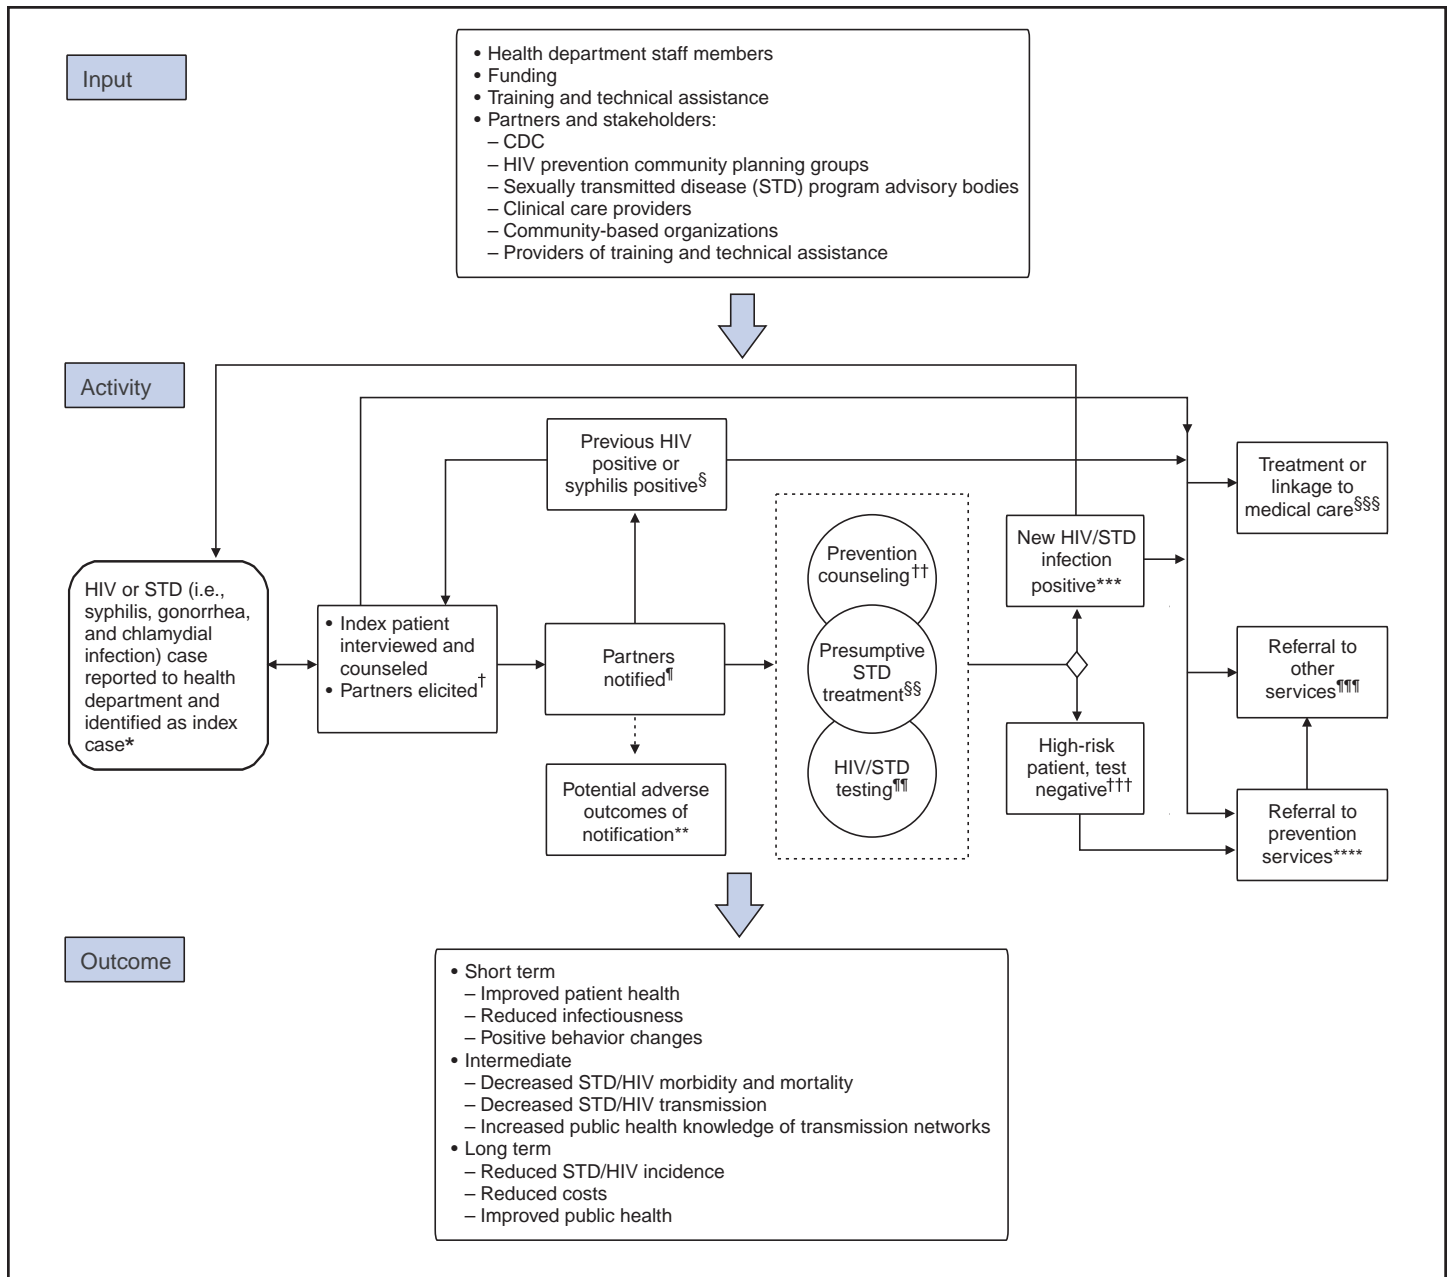 Input
• Health department staff members
• Funding
• Training and technical assistance
• Partners and stakeholders:
– CDC
– HIV prevention community planning groups
– Sexually transmitted disease (STD) program advisory bodies
– Clinical care providers
– Community-based organizations
– Providers of training and technical assistance
Activity
HIV or STD (i.e.,
syphilis, gonorrhea,
and chlamydial
infection) case
reported to health
department and
identified as index
case*
• Index patient
interviewed and
counseled
• Partners elicited†
Previous HIV
positive or
syphilis positive§
Partners
notified¶
Potential adverse
outcomes of
notification**
Prevention
counseling††
Presumptive
STD
treatment§§
HIV/STD
testing¶¶
New HIV/STD
infection
positive***
High-risk
patient, test
negative†††
Treatment or
linkage to
medical care§§§
Referral to
other
services¶¶¶
Referral to
prevention
services****
Outcome
• Short term
– Improved patient health
– Reduced infectiousness
– Positive behavior changes
• Intermediate
– Decreased STD/HIV morbidity and mortality
– Decreased STD/HIV transmission
– Increased public health knowledge of transmission networks
• Long term
– Reduced STD/HIV incidence
– Reduced costs
– Improved public health